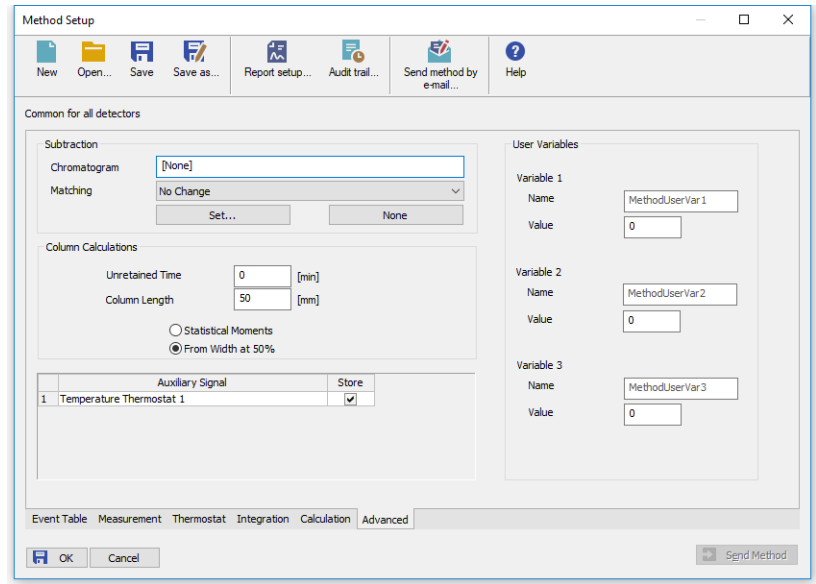 Method Setup
New Open... Save Save as... Report setup... Audit trail... Send method by e-mail... Help
Common for all detectors
Subtraction
Chromatogram [None]
Matching No Change
Set... None
Column Calculations
Unretained Time 0 [min]
Column Length 50 [mm]
Statistical Moments
From Width at 50%
Auxiliary Signal Store
1 Temperature Thermostat 1
User Variables
Variable 1
Name MethodUserVar1
Value 0
Variable 2
Name MethodUserVar2
Value 0
Variable 3
Name MethodUserVar3
Value 0
Event Table Measurement Thermostat Integration Calculation Advanced
OK Cancel Send Method